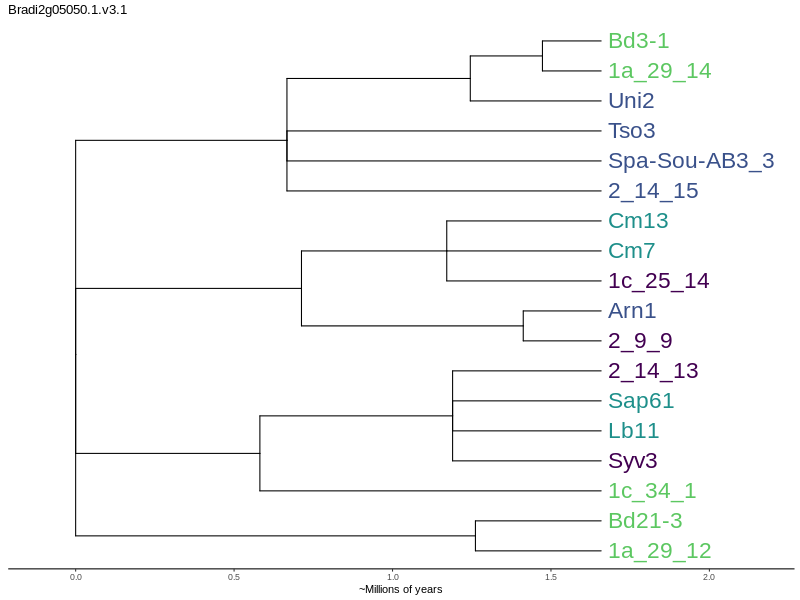 Bradi2g05050.1.v3.1
Bd3-1
1a_29_14
Uni2
Tso3
Spa-Sou-AB3_3
2_14_15
Cm13
Cm7
1c_25_14
Arn1
2_9_9
2_14_13
Sap61
Lb11
Syv3
1c_34_1
Bd21-3
1a_29_12
0.0 0.5 1.0 1.5 2.0
~Millions of years